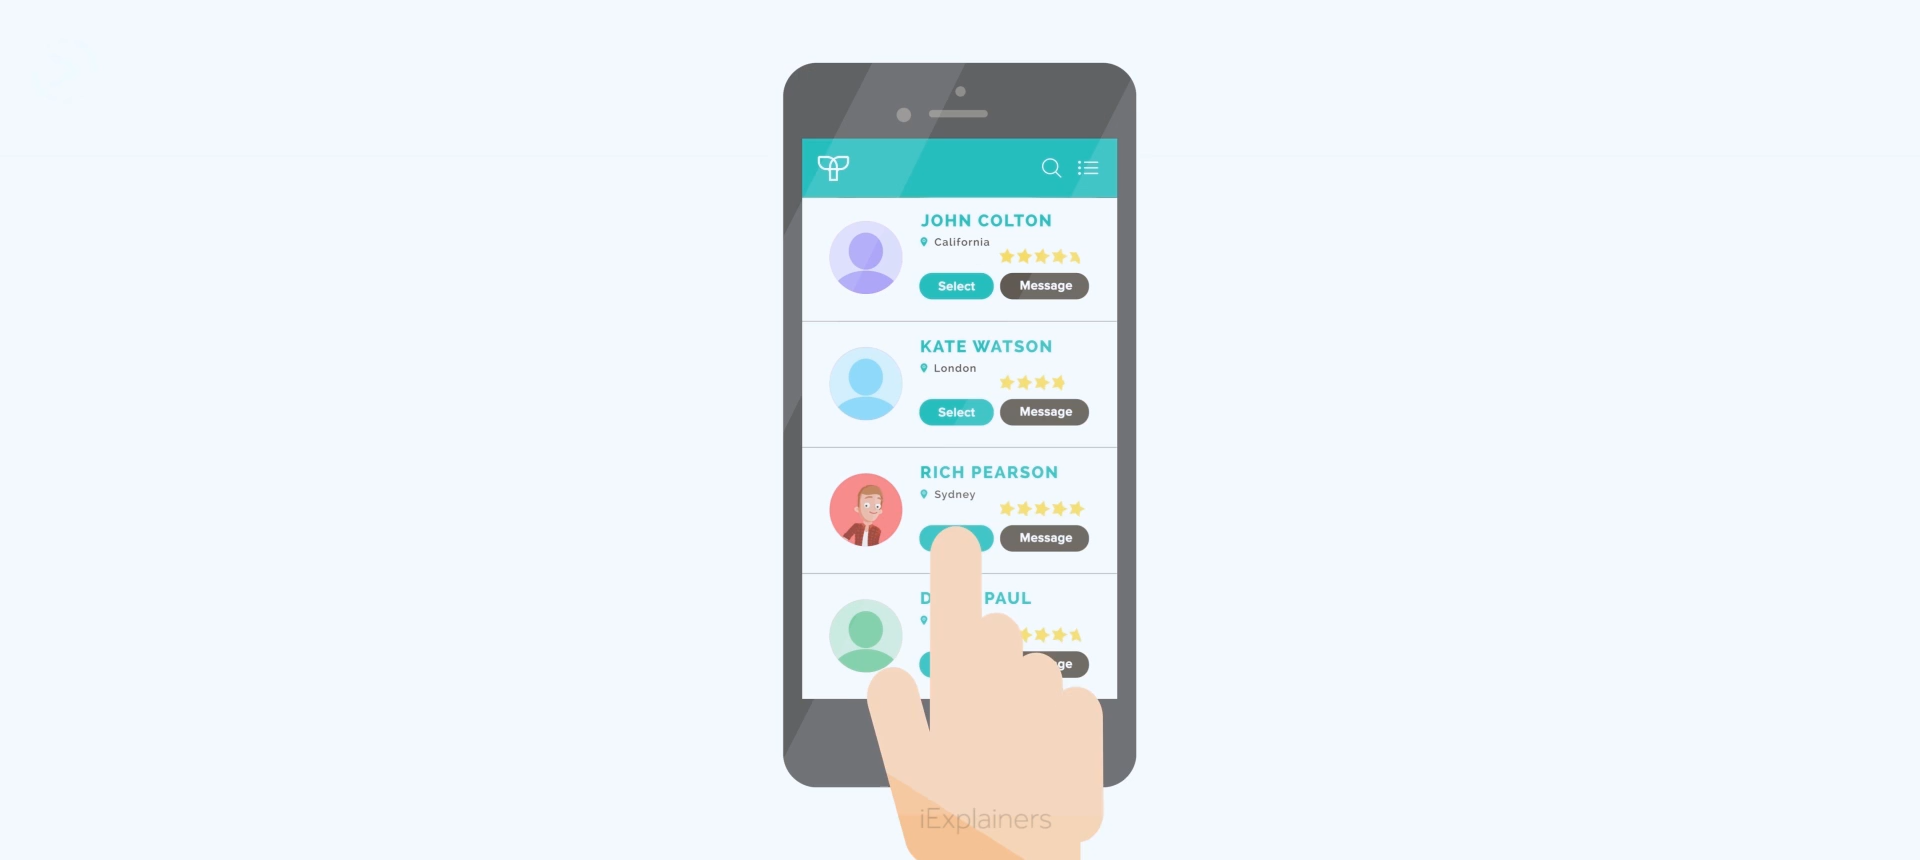 JOHN COLTON
California
Select Message
KATE WATSON
London
Select Message
RICH PEARSON
Sydney
Message
PAUL
iExplainers